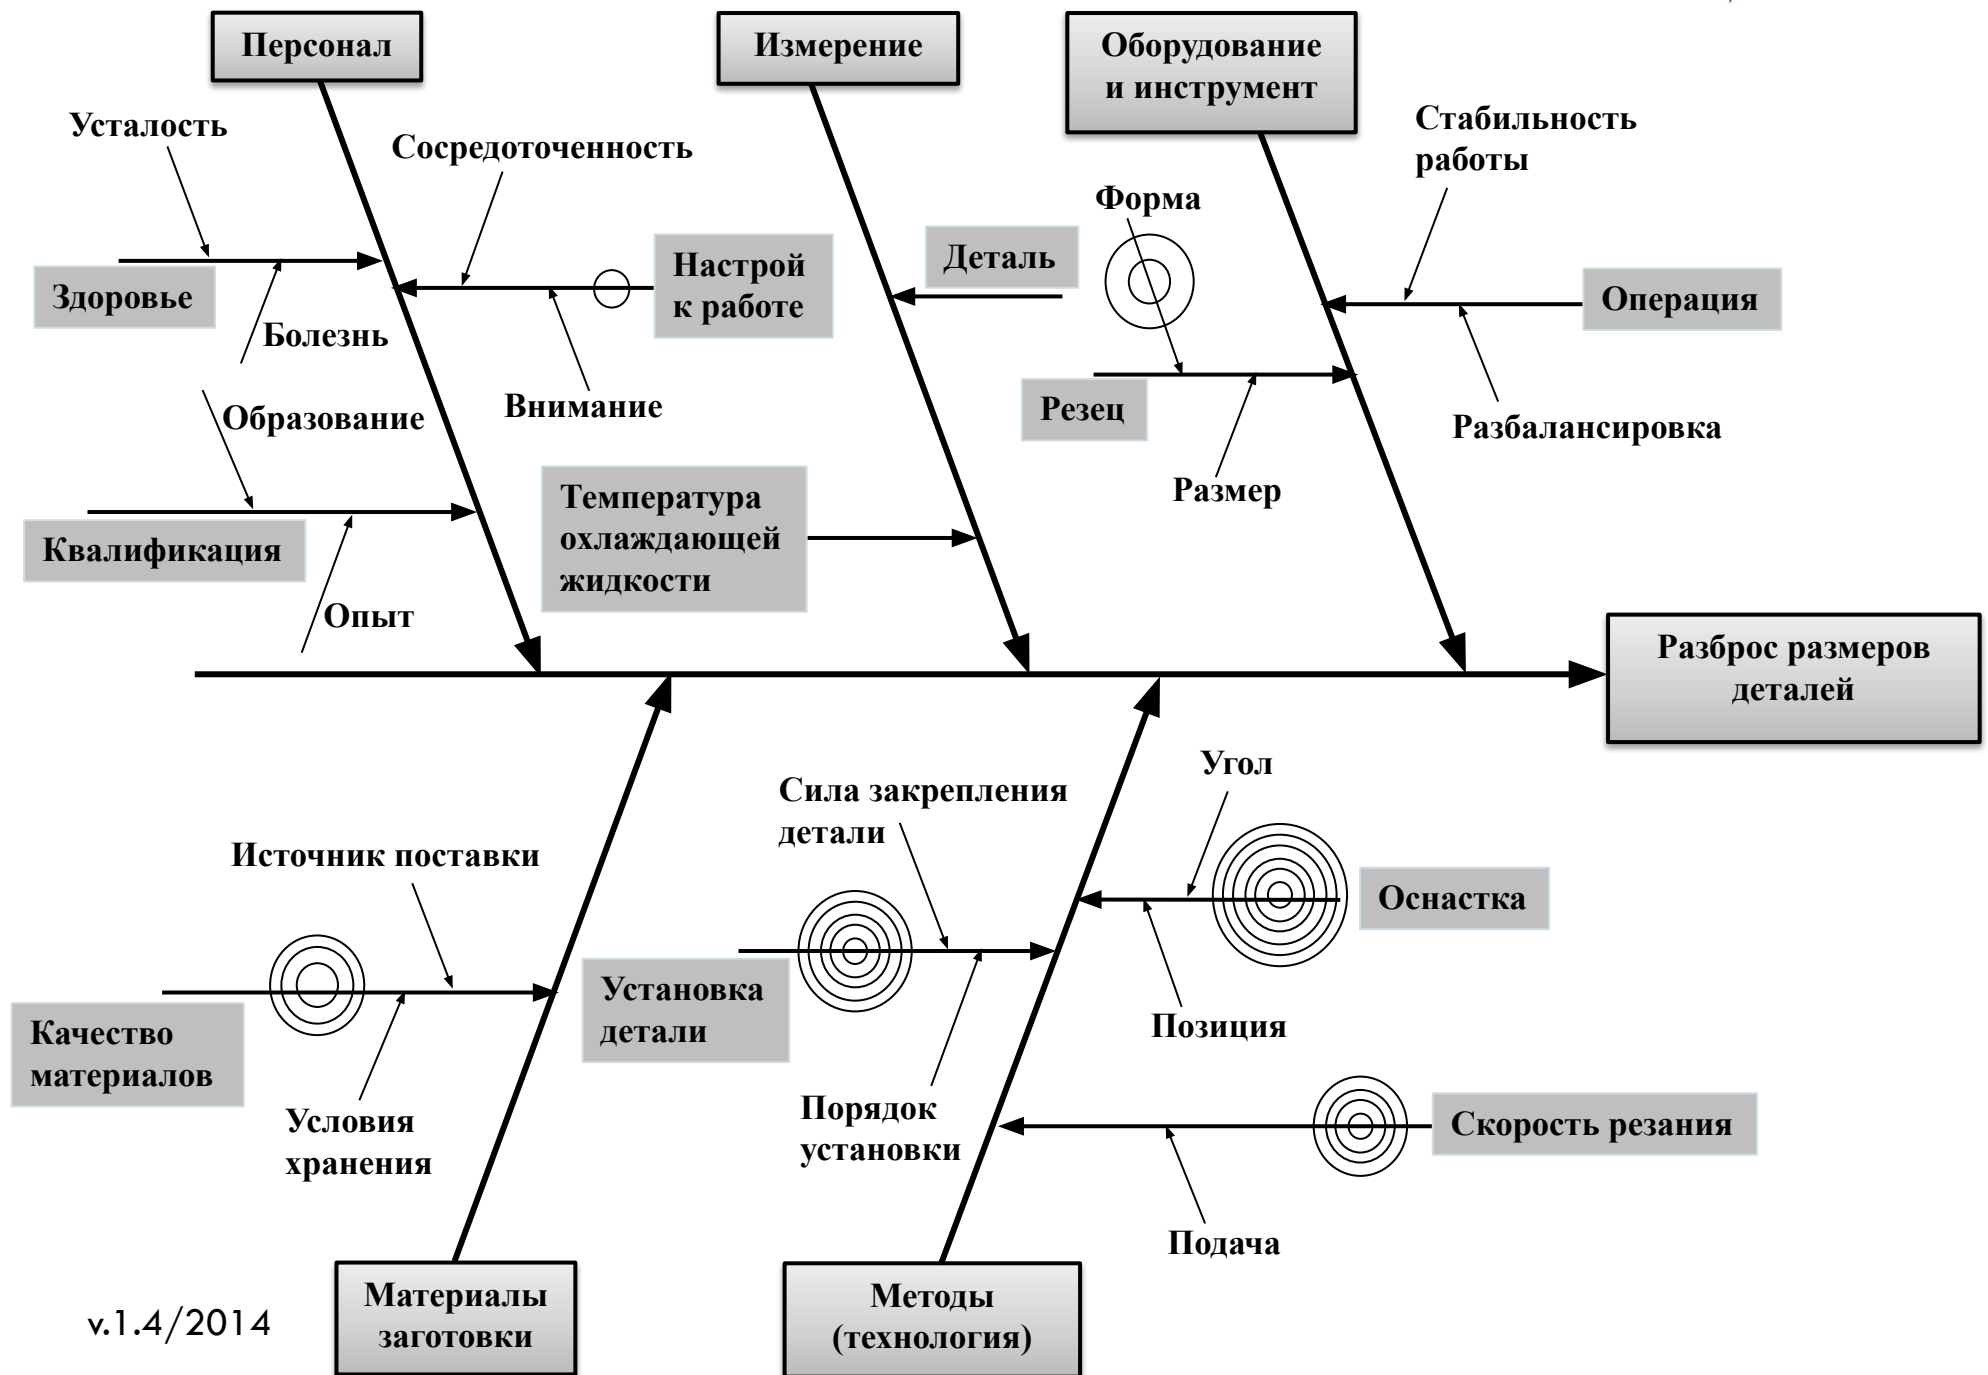 Персонал
Измерение
Оборудование
и инструмент
Усталость
Сосредоточенность
Стабильность
работы
Форма
Деталь
Настрой
к работе
Здоровье
Операция
Болезнь
Образование
Внимание
Резец
Разбалансировка
Размер
Температура
охлаждающей
жидкости
Квалификация
Опыт
Разброс размеров
деталей
Угол
Сила закрепления
детали
Источник поставки
Оснастка
Установка
детали
Качество
материалов
Позиция
Порядок
установки
Условия
хранения
Скорость резания
Подача
Материалы
заготовки
Методы
(технология)
v.1.4/2014